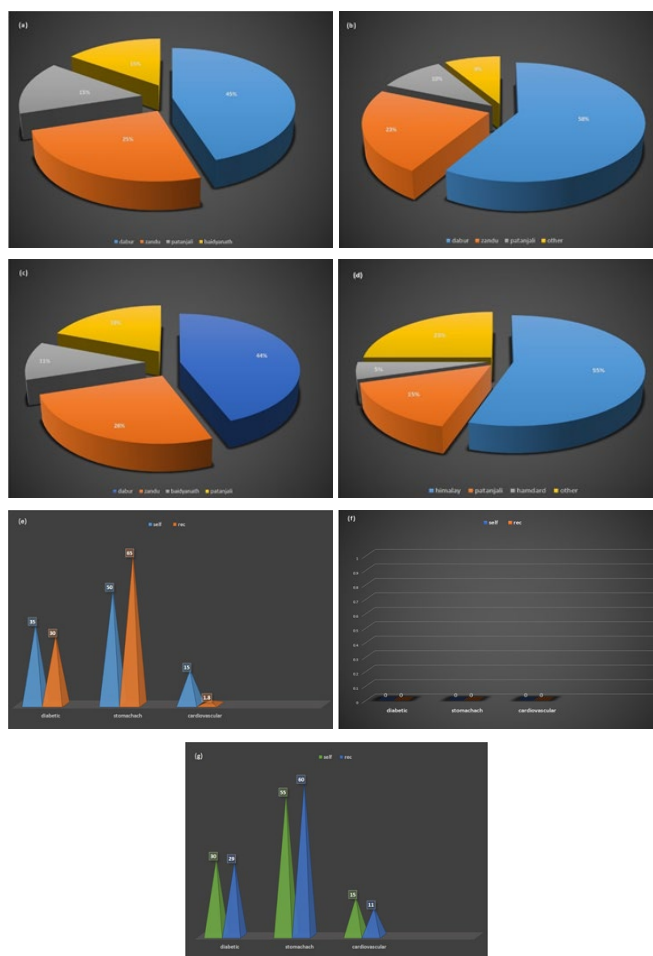 (a)
15%
45%
15%
25%
dabur zandu patanjali baidyanath
(b)
9%
10%
58%
23%
dabur zandu patanjali other
(c)
44%
11%
26%
dabur zandu baidyanath patanjali
(d)
5%
55%
15%
himalay patanjali hamdard other
(e)
self rec
65
50
35
30
15
1.8
diabetic stomachach cardiovascular
(f)
self rec
1
0.9
0.8
0.7
0.6
0.5
0.4
0.3
0.2
0.1
0
0 0 0 0 0 0
diabetic stomachach cardiovascular
(g)
self rec
60
55
30 29
15
11
diabetic stomachach cardiovascular